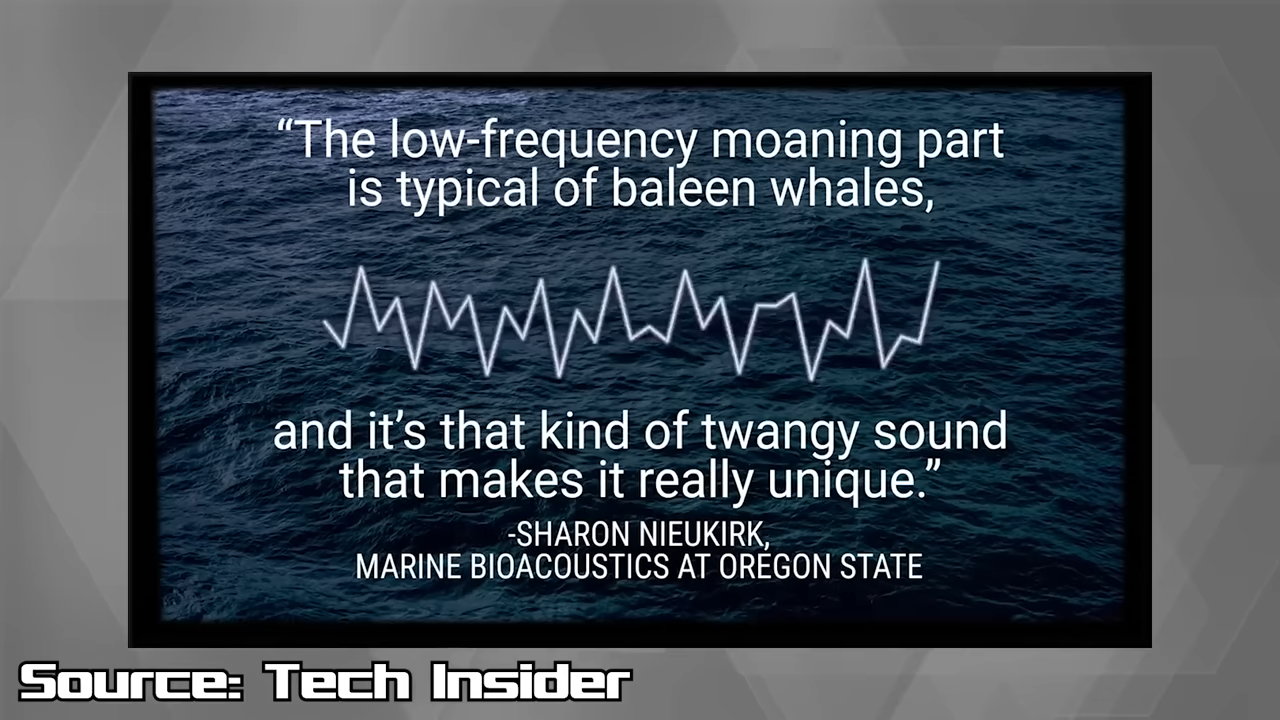 “The low-frequency moaning part
is typical of baleen whales,
and it’s that kind of twangy sound
that makes it really unique.”
-SHARON NIEUKIRK,
MARINE BIOACOUSTICS AT OREGON STATE
Source: Tech Insider